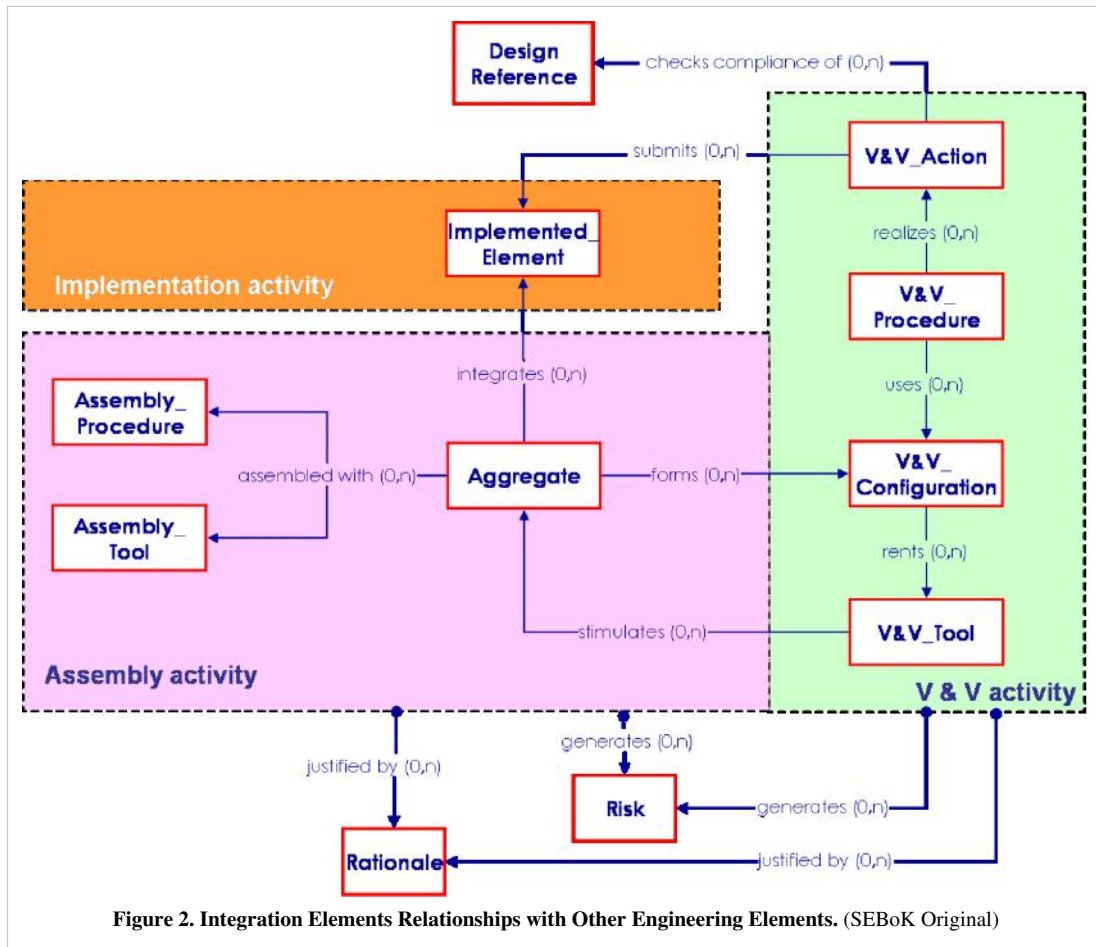 Design
Reference
checks compliance of (0,n)
submits (0,n)
V&V_Action
Implemented_
Element
realizes (0,n)
Implementation activity
V&V_
Procedure
integrates (0,n)
uses (0,n)
Assembly_
Procedure
assembled with (0,n)
Aggregate
forms (0,n)
V&V_
Configuration
Assembly_
Tool
rents (0,n)
stimulates (0,n)
V&V_Tool
Assembly activity
V & V activity
generates (0,n)
justified by (0,n)
Risk
generates (0,n)
Rationale
justified by (0,n)
Figure 2. Integration Elements Relationships with Other Engineering Elements. (SEBoK Original)